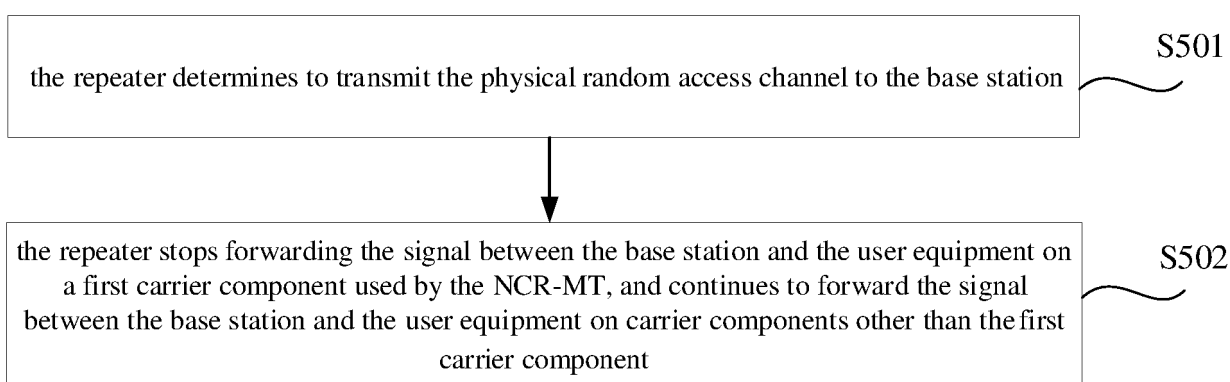 S501
the repeater determines to transmit the physical random access channel to the base station
S502
the repeater stops forwarding the signal between the base station and the user equipment on
a first carrier component used by the NCR-MT, and continues to forward the signal
between the base station and the user equipment on carrier components other than the first
carrier component